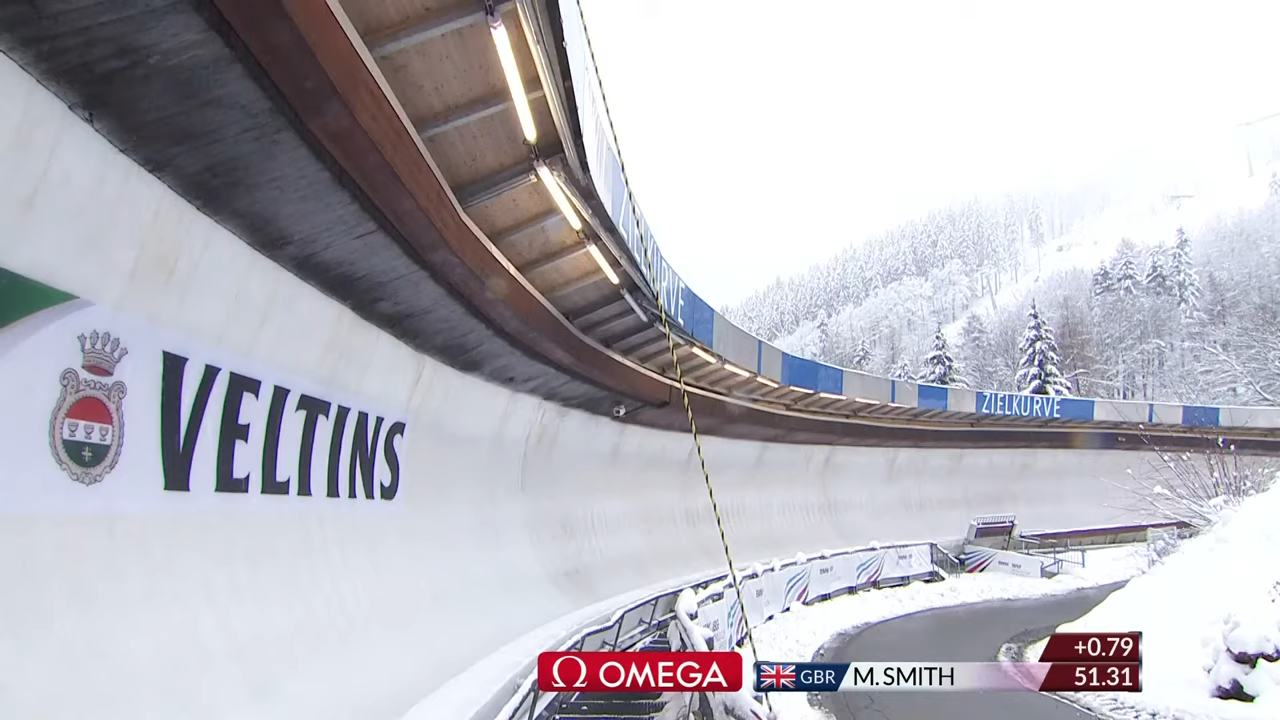 ZIELKURVE
ZIELKURVE
VELTINS
+0.79
Ω OMEGA
GBR M. SMITH 51.31